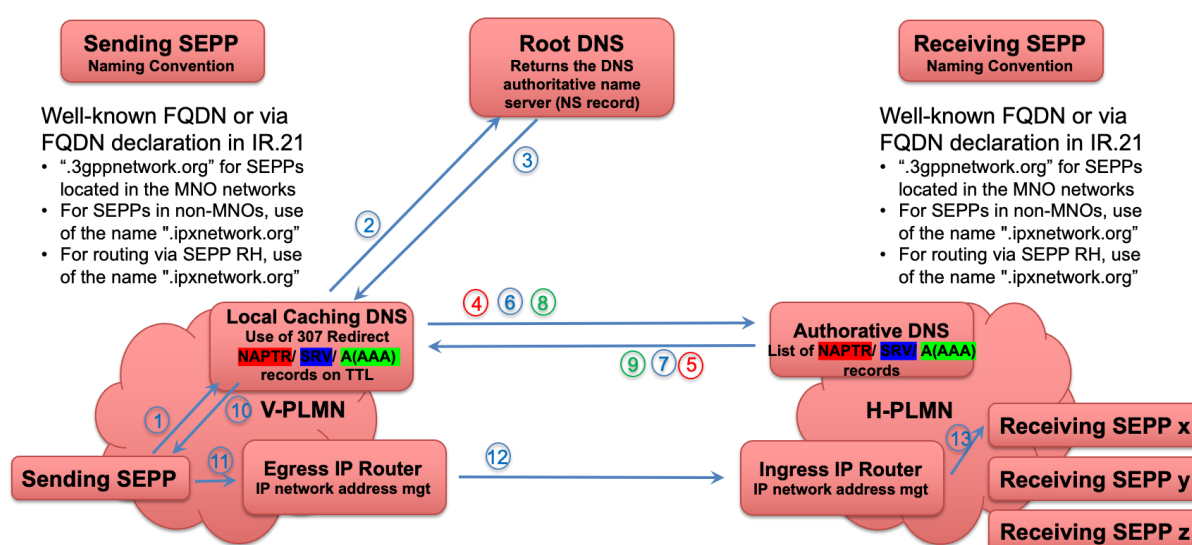 Sending SEPP
Naming Convention
Well-known FQDN or via
FQDN declaration in IR.21
• “.3gppnetwork.org” for SEPPs
located in the MNO networks
• For SEPPs in non-MNOs, use
of the name ".ipxnetwork.org”
• For routing via SEPP RH, use
of the name ".ipxnetwork.org”
Root DNS
Returns the DNS
authoritative name
server (NS record)
Receiving SEPP
Naming Convention
Well-known FQDN or via
FQDN declaration in IR.21
• “.3gppnetwork.org” for SEPPs
located in the MNO networks
• For SEPPs in non-MNOs, use
of the name ".ipxnetwork.org”
• For routing via SEPP RH, use
of the name ".ipxnetwork.org”
2
3
Local Caching DNS
Use of 307 Redirect
NAPTR/ SRV/ A(AAA)
records on TTL
4 6 8
9 7 5
Authorative DNS
List of NAPTR/ SRV/ A(AAA)
records
1
10
V-PLMN
H-PLMN
Sending SEPP
11
Egress IP Router
IP network address mgt
12
Ingress IP Router
IP network address mgt
13
Receiving SEPP x
Receiving SEPP y
Receiving SEPP z